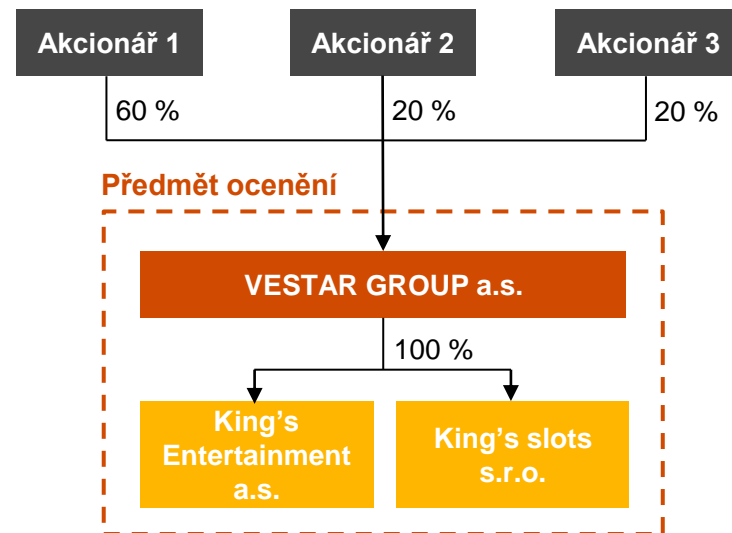 Akcionář 1
Akcionář 2
Akcionář 3
60 %
20 %
20 %
Předmět ocenění
VESTAR GROUP a.s.
100 %
King’s
Entertainment
a.s.
King’s slots
s.r.o.